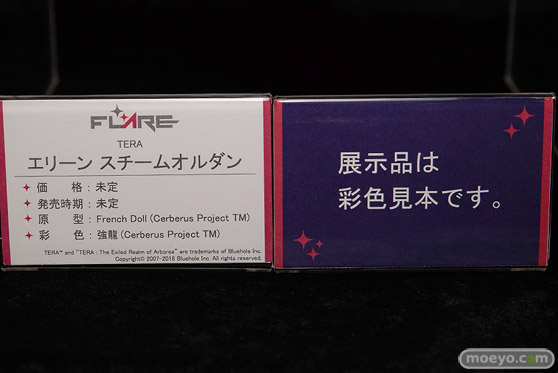 FLARE
TERA
エリーン スチームオルダン
価　　格：未定
発売時期：未定
原　　型：French Doll (Cerberus Project TM)
彩　　色：強龍 (Cerberus Project TM)
TERA™ and "TERA : The Exiled Realm of Arborea" are trademarks of Bluehole Inc.
Copyright© 2007-2018 Bluehole Inc. All rights reserved.
展示品は
彩色見本です。
moeyo.com